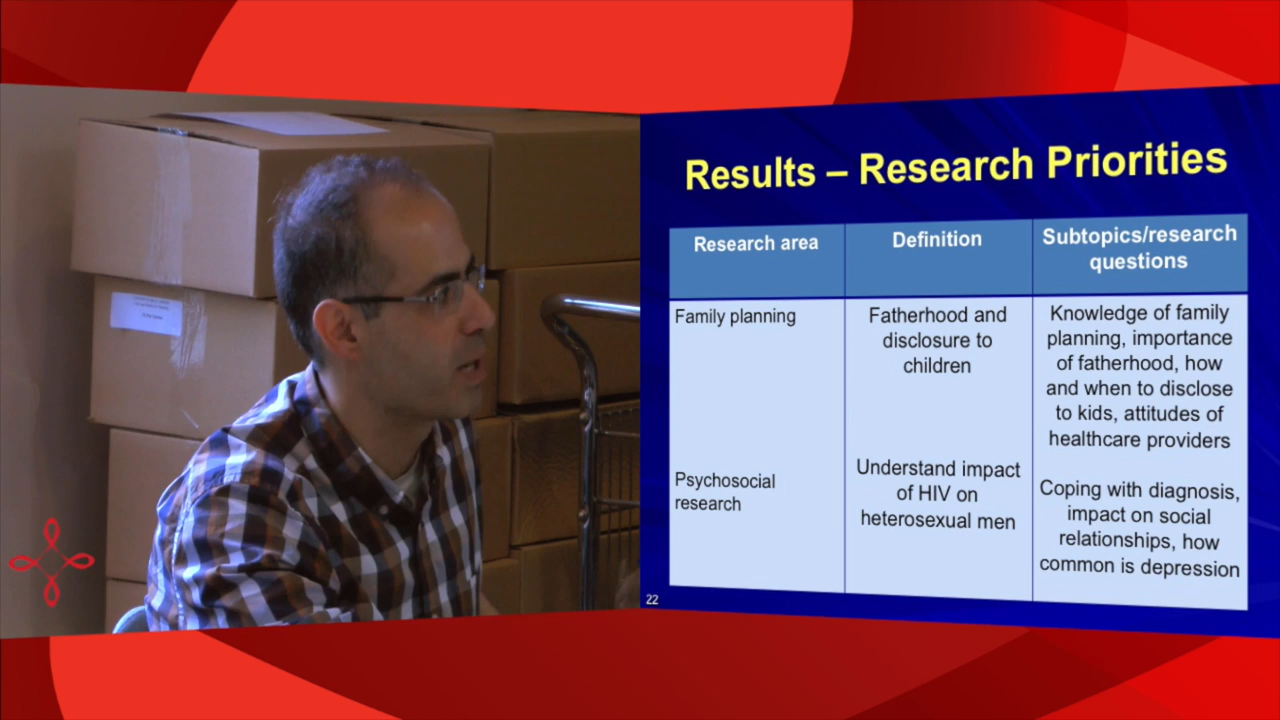 Results – Research Priorities
Research area
Definition
Subtopics/research
questions
Family planning
Fatherhood and
disclosure to
children
Knowledge of family
planning, importance
of fatherhood, how
and when to disclose
to kids, attitudes of
healthcare providers
Psychosocial
research
Understand impact
of HIV on
heterosexual men
Coping with diagnosis,
impact on social
relationships, how
common is depression
22